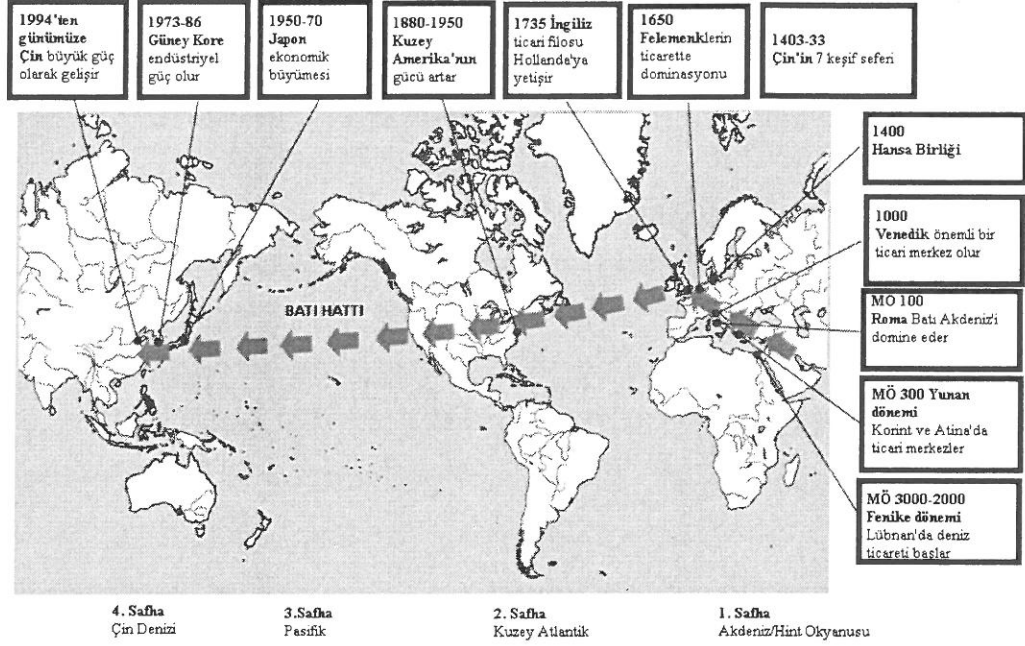 1994'ten
günümüze
Çin büyük güç
olarak gelişir
1973-86
Güney Kore
endüstriyel
güç olur
1950-70
Japon
ekonomik
büyümesi
1880-1950
Kuzey
Amerika'nın
gücü artar
1735 İngiliz
ticari filosu
Hollanda'ya
yetişir
1650
Felemenklerin
ticarette
dominasyonu
1403-33
Çin'in 7 keşif seferi
1400
Hansa Birliği
1000
Venedik önemli bir
ticari merkez olur
MÖ 100
Roma Batı Akdeniz'i
domine eder
MÖ 300 Yunan
dönemi
Korint ve Atina'da
ticari merkezler
MÖ 3000-2000
Fenike dönemi
Lübnan'da deniz
ticareti başlar
BATI HATTI
4. Safha
Çin Denizi
3.Safha
Pasifik
2. Safha
Kuzey Atlantik
1. Safha
Akdeniz/Hint Okyanusu